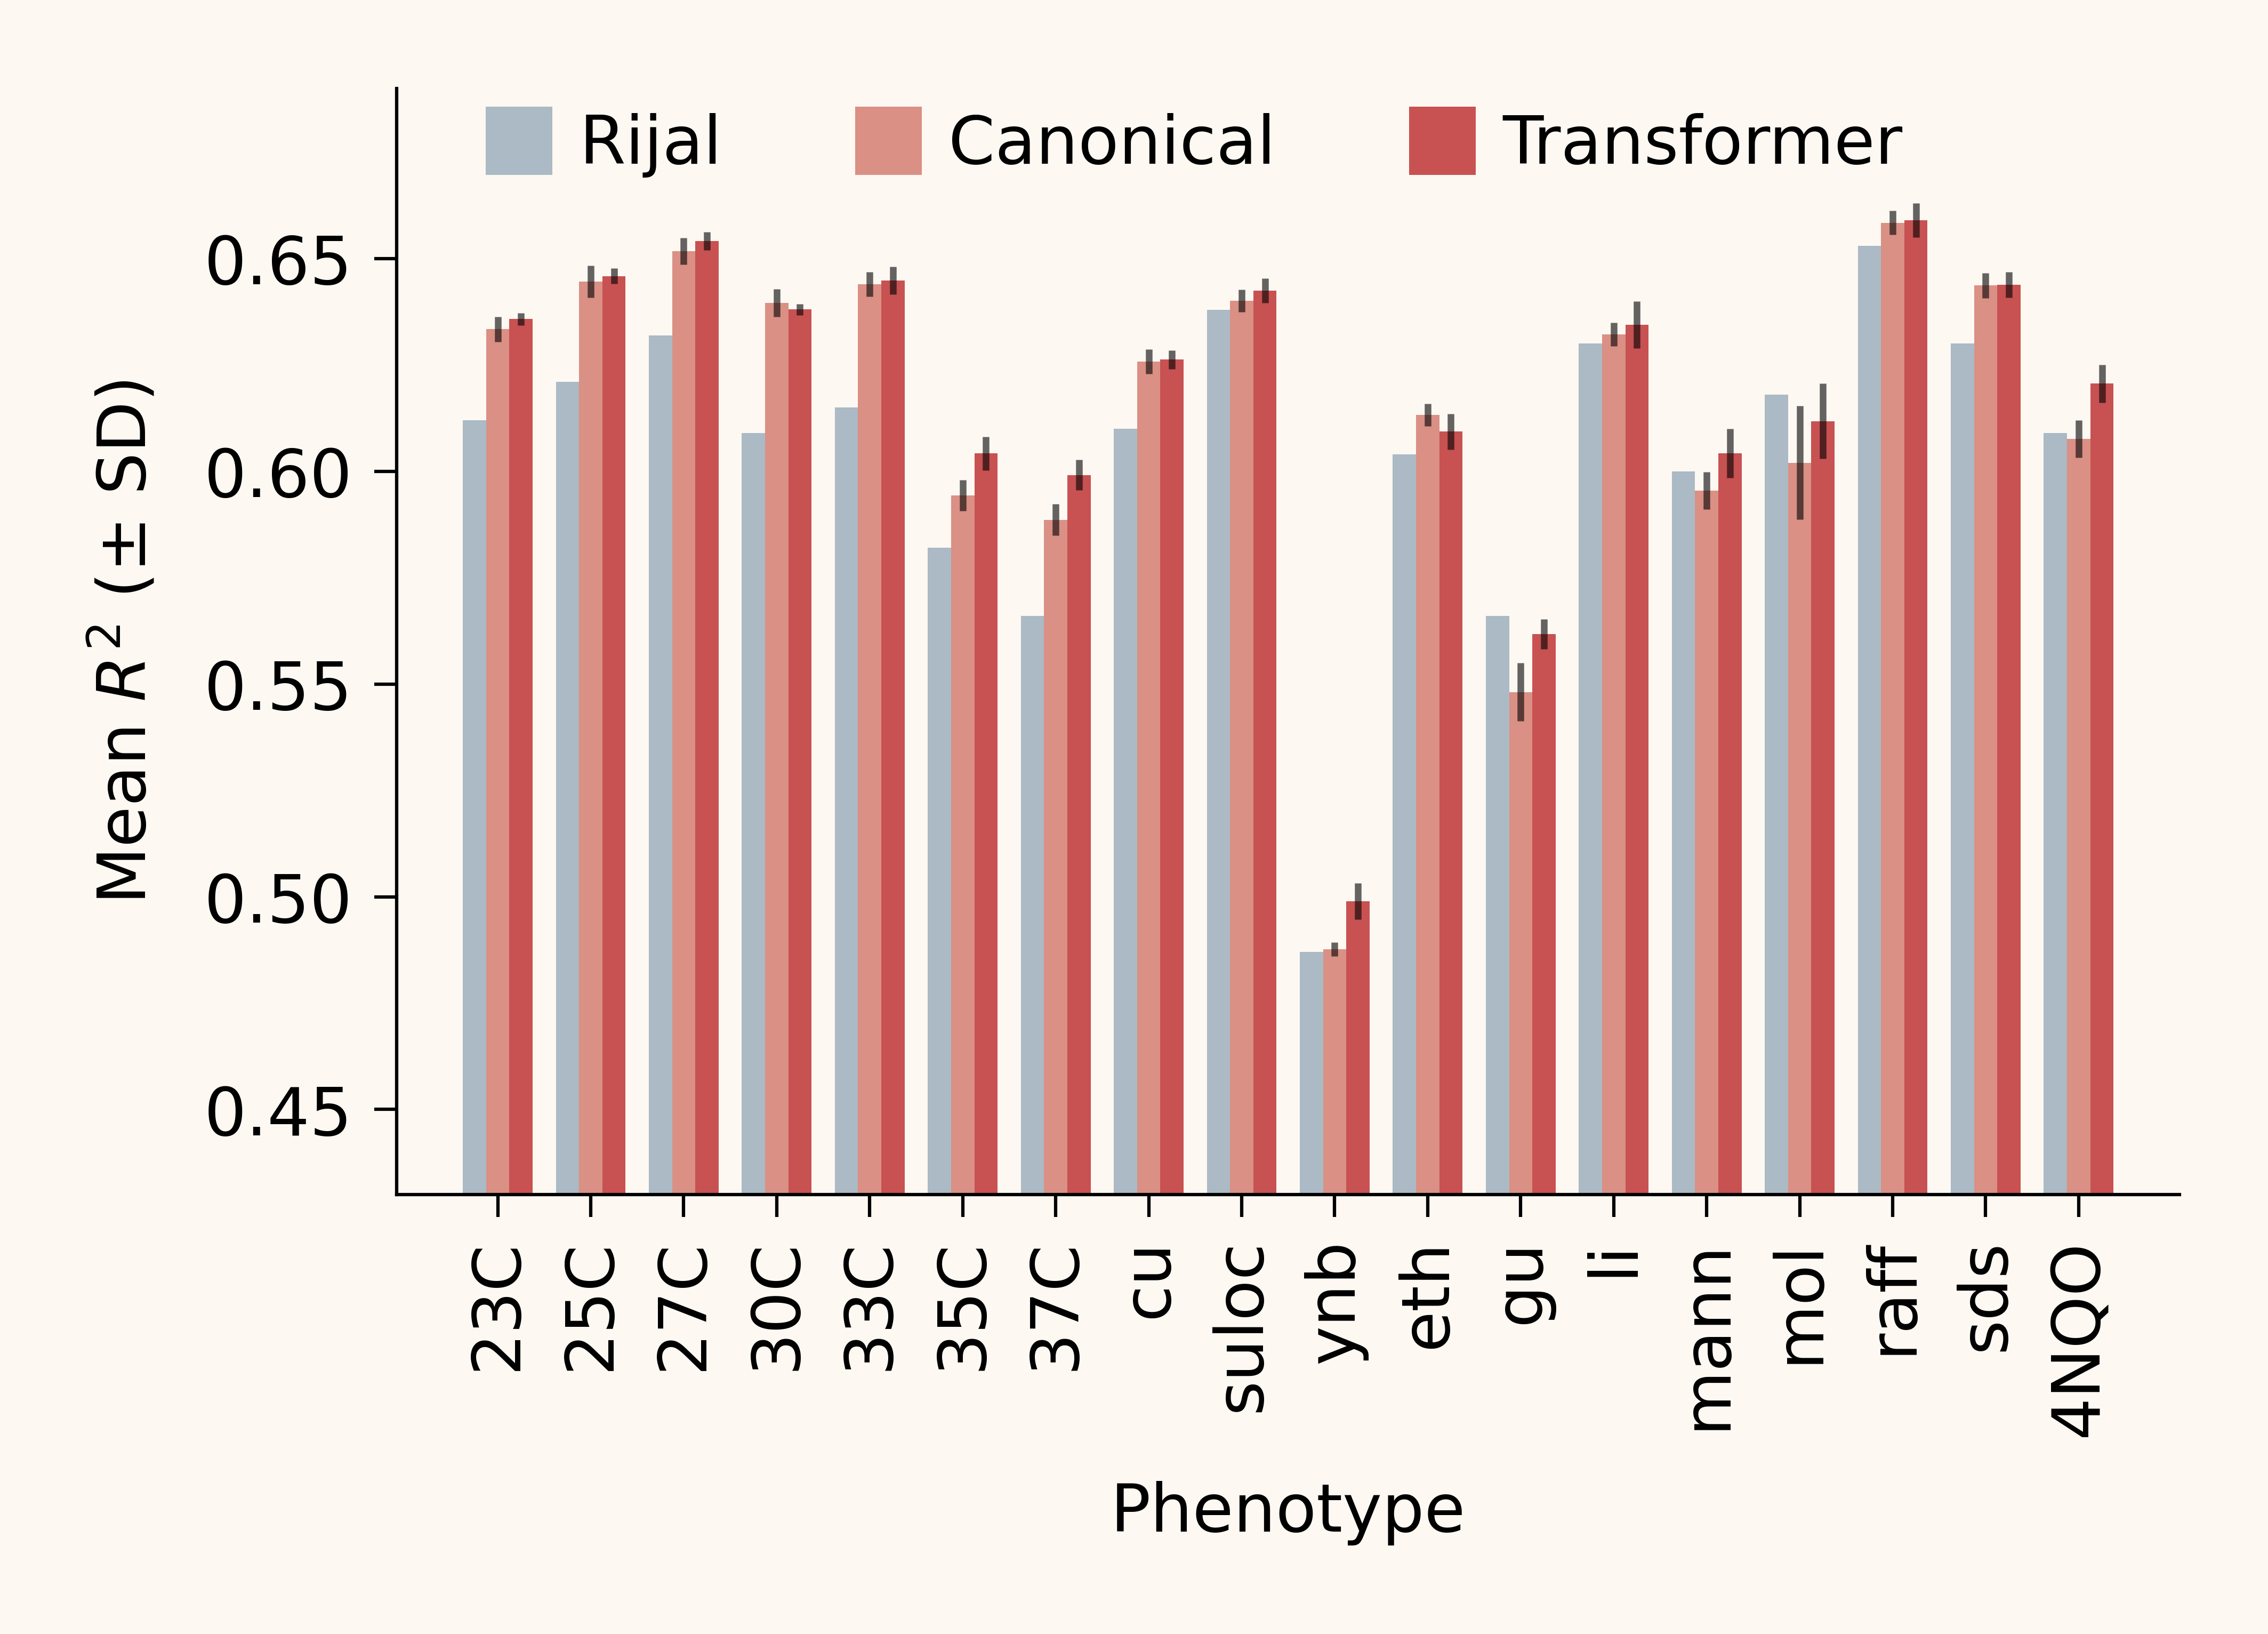 Rijal Canonical Transformer
Mean R² (± SD)
0.65
0.60
0.55
0.50
0.45
23C 25C 27C 30C 33C 35C 37C cu suloc ynb eth gu li mann mol raff sds 4NQO
Phenotype